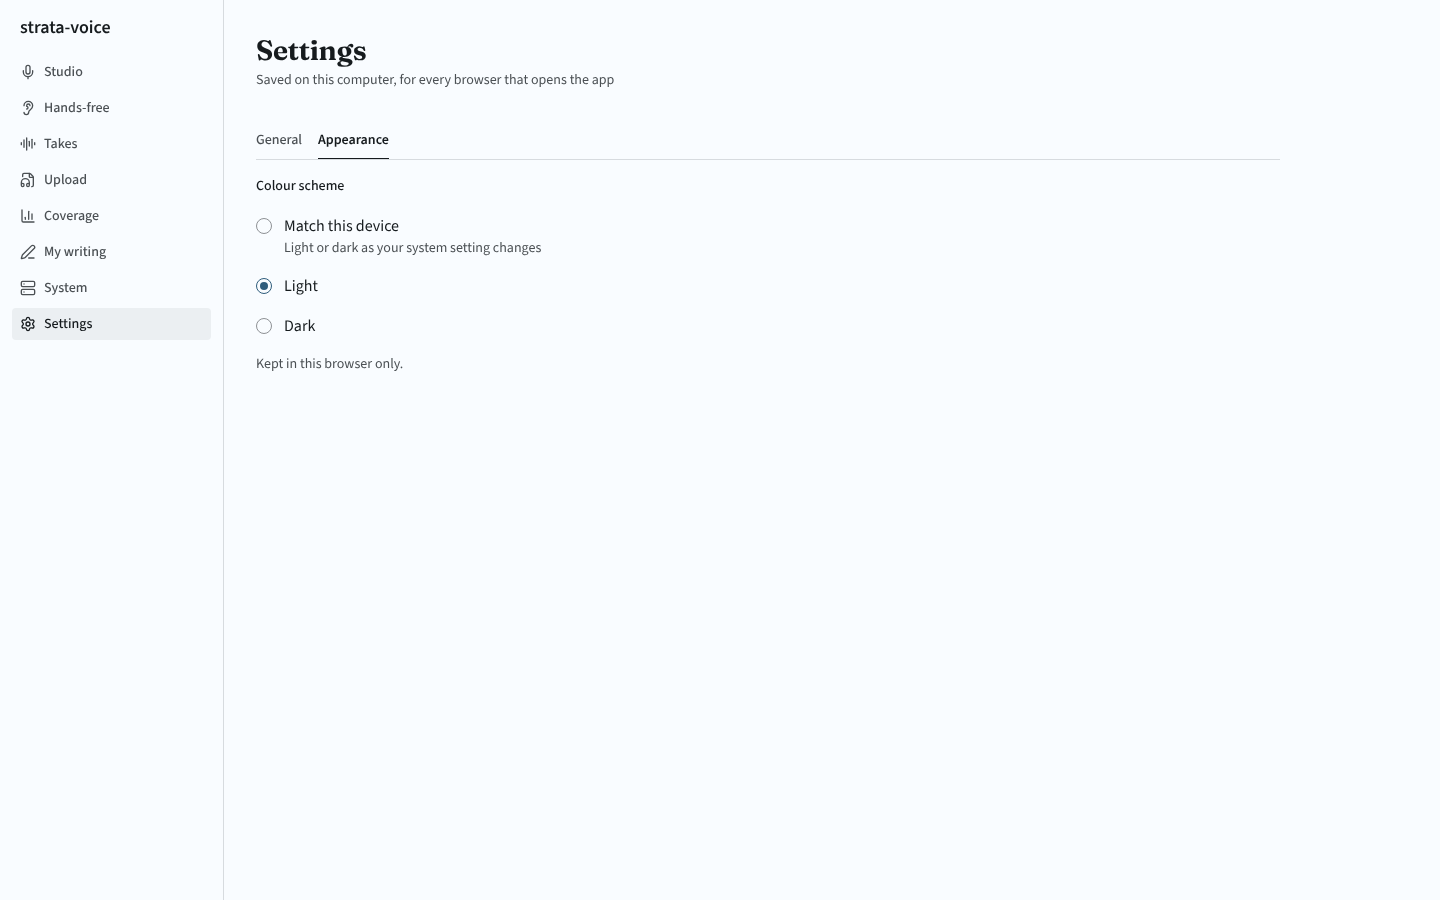 strata-voice
Studio
Hands-free
Takes
Upload
Coverage
My writing
System
Settings
Settings
Saved on this computer, for every browser that opens the app
General
Appearance
Colour scheme
Match this device
Light or dark as your system setting changes
Light
Dark
Kept in this browser only.